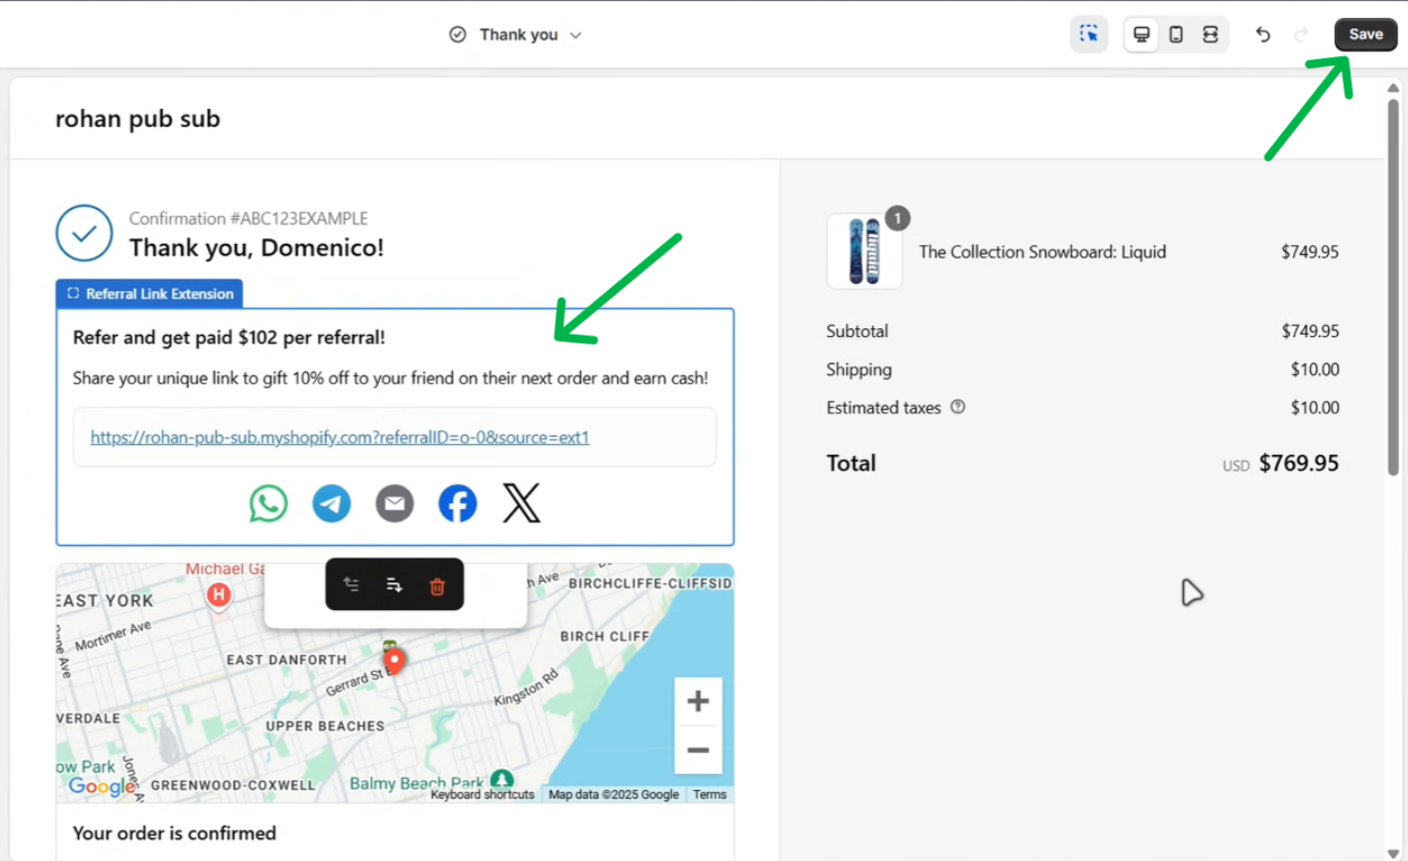 Thank you
Save
rohan pub sub
Confirmation #ABC123EXAMPLE
Thank you, Domenico!
Referral Link Extension
Refer and get paid $102 per referral!
Share your unique link to gift 10% off to your friend on their next order and earn cash!
https://rohan-pub-sub.myshopify.com?referralID=o-0&source=ext1
Michael Ga
H
EAST YORK
Mortimer Ave
h Ave
BIRCHCLIFFE-CLIFFSID
BIRCH CLIFF
EAST DANFORTH
Gerrard St E
Kingston Rd
VERDALE
UPPER BEACHES
ow Park
Jones A
Google
GREENWOOD-COXWELL
Balmy Beach Park
Keyboard shortcuts
Map data ©2025 Google
Terms
Your order is confirmed
1
Liquid
The Collection Snowboard: Liquid
$749.95
Subtotal
$749.95
Shipping
$10.00
Estimated taxes
$10.00
Total
USD $769.95